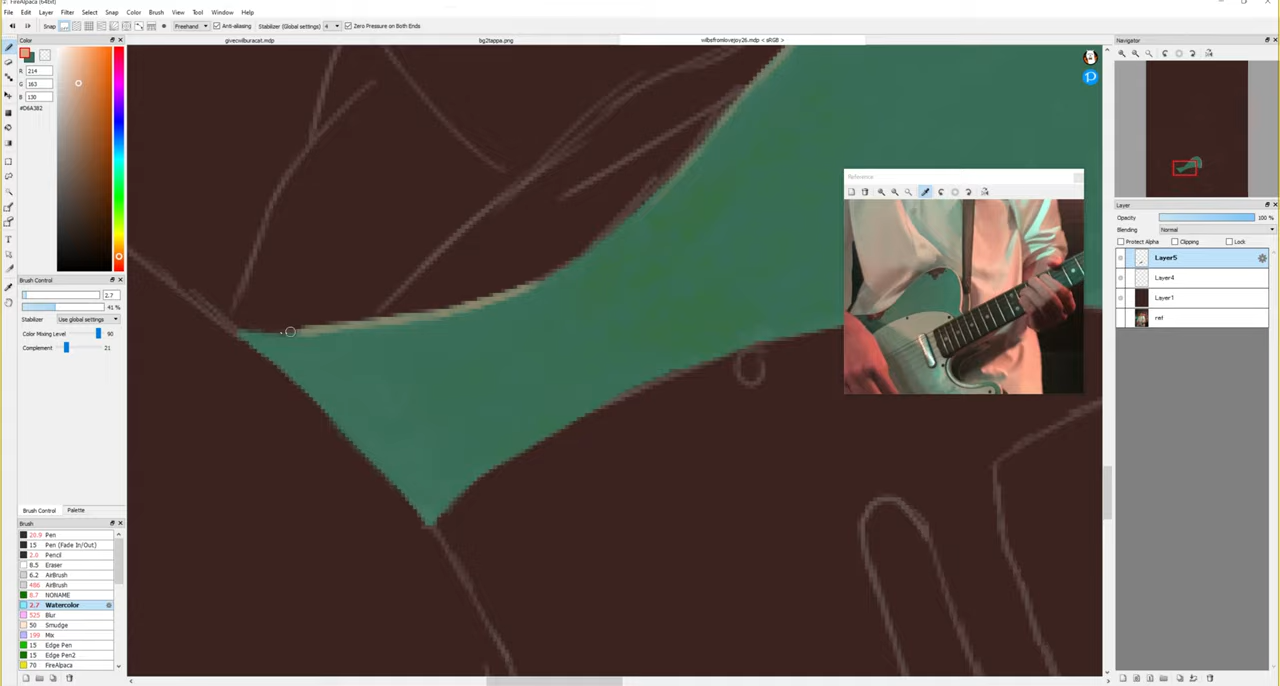 2: FireAlpaca (64bit)
File Edit Layer Filter Select Snap Color Brush View Tool Window Help
Snap Freehand Anti-aliasing Stabilizer (Global settings) 4 Zero Pressure on Both Ends
Color
givecwilburacat.mdp
bg2tappa.png
wilbsfromlovejoy26.mdp < sRGB >
Navigator
R 214
G 163
B 130
#D6A382
Reference
Layer
Opacity 100 %
Blending Normal
Protect Alpha Clipping Lock
Layer5
Layer4
Layer1
ref
Brush Control
2.7
41 %
Stabilizer Use global settings
Color Mixing Level 90
Complement 21
Brush Control Palette
Brush
20.9 Pen
15 Pen (Fade In/Out)
2.0 Pencil
8.5 Eraser
6.2 AirBrush
486 AirBrush
8.7 NONAME
2.7 Watercolor
525 Blur
50 Smudge
199 Mix
15 Edge Pen
15 Edge Pen2
70 FireAlpaca